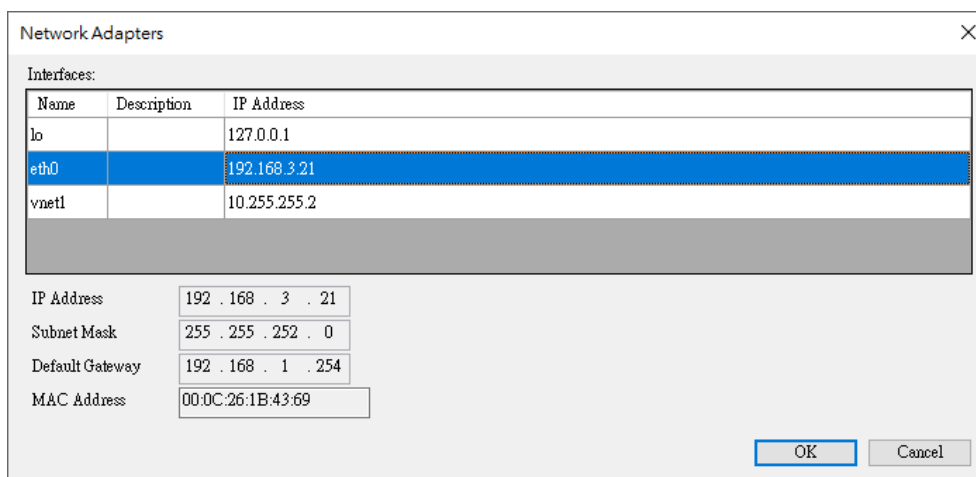 Network Adapters
Interfaces:
Name Description IP Address
lo 127.0.0.1
eth0 192.168.3.21
vnet1 10.255.255.2
IP Address 192 . 168 . 3 . 21
Subnet Mask 255 . 255 . 252 . 0
Default Gateway 192 . 168 . 1 . 254
MAC Address 00:0C:26:1B:43:69
OK Cancel